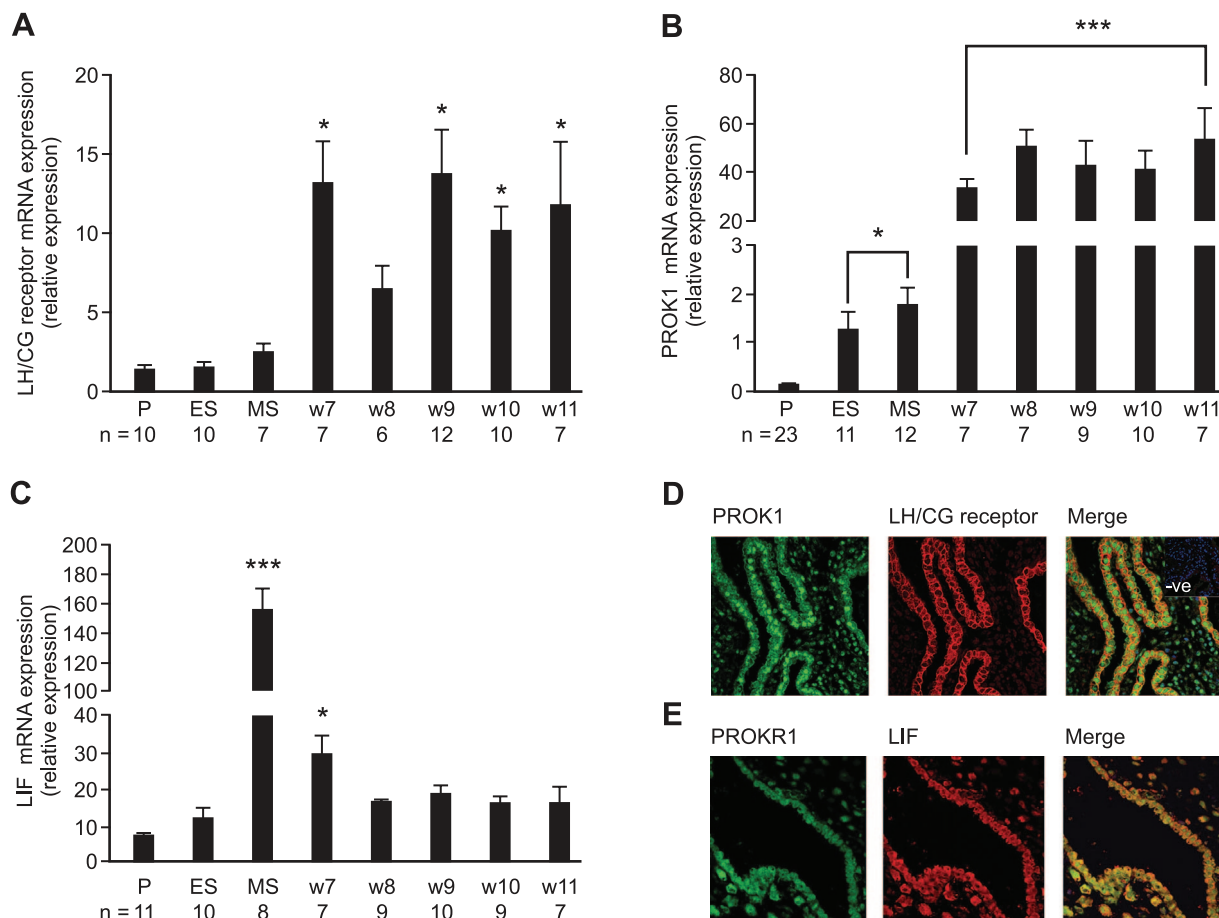 A
LH/CG receptor mRNA expression
(relative expression)
20
15
10
5
0
* * * *
P ES MS w7 w8 w9 w10 w11
n = 10 10 7 7 6 12 10 7
B
PROK1 mRNA expression
(relative expression)
80
60
40
20
3
2
1
0
*
***
P ES MS w7 w8 w9 w10 w11
n = 23 11 12 7 7 9 10 7
C
LIF mRNA expression
(relative expression)
200
180
160
140
120
100
40
30
20
10
0
***
*
P ES MS w7 w8 w9 w10 w11
n = 11 10 8 7 9 10 9 7
D
PROK1 LH/CG receptor Merge
-ve
E
PROKR1 LIF Merge